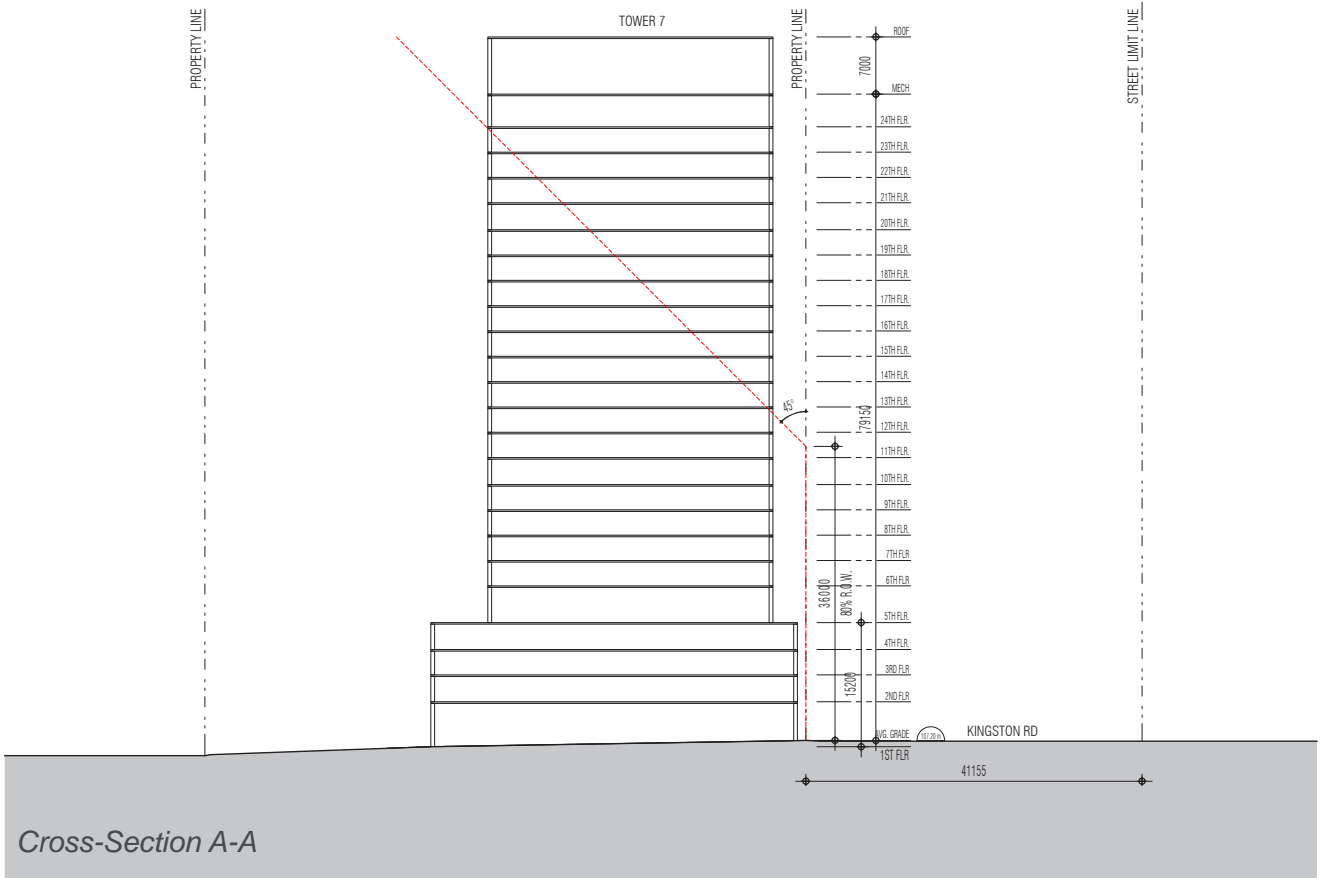 TOWER 7
PROPERTY LINE
PROPERTY LINE
STREET LIMIT LINE
ROOF
7000
MECH
24TH FLR.
23TH FLR.
22TH FLR.
21TH FLR.
20TH FLR.
19TH FLR.
18TH FLR.
17TH FLR.
16TH FLR.
15TH FLR.
14TH FLR.
13TH FLR.
45°
79150
12TH FLR.
11TH FLR.
10TH FLR.
9TH FLR.
8TH FLR.
7TH FLR
6TH FLR
36000
80% R.O.W.
5TH FLR.
4TH FLR.
3RD FLR
15200
2ND FLR
AVG. GRADE
107.20 m
KINGSTON RD
1ST FLR
41155
Cross-Section A-A